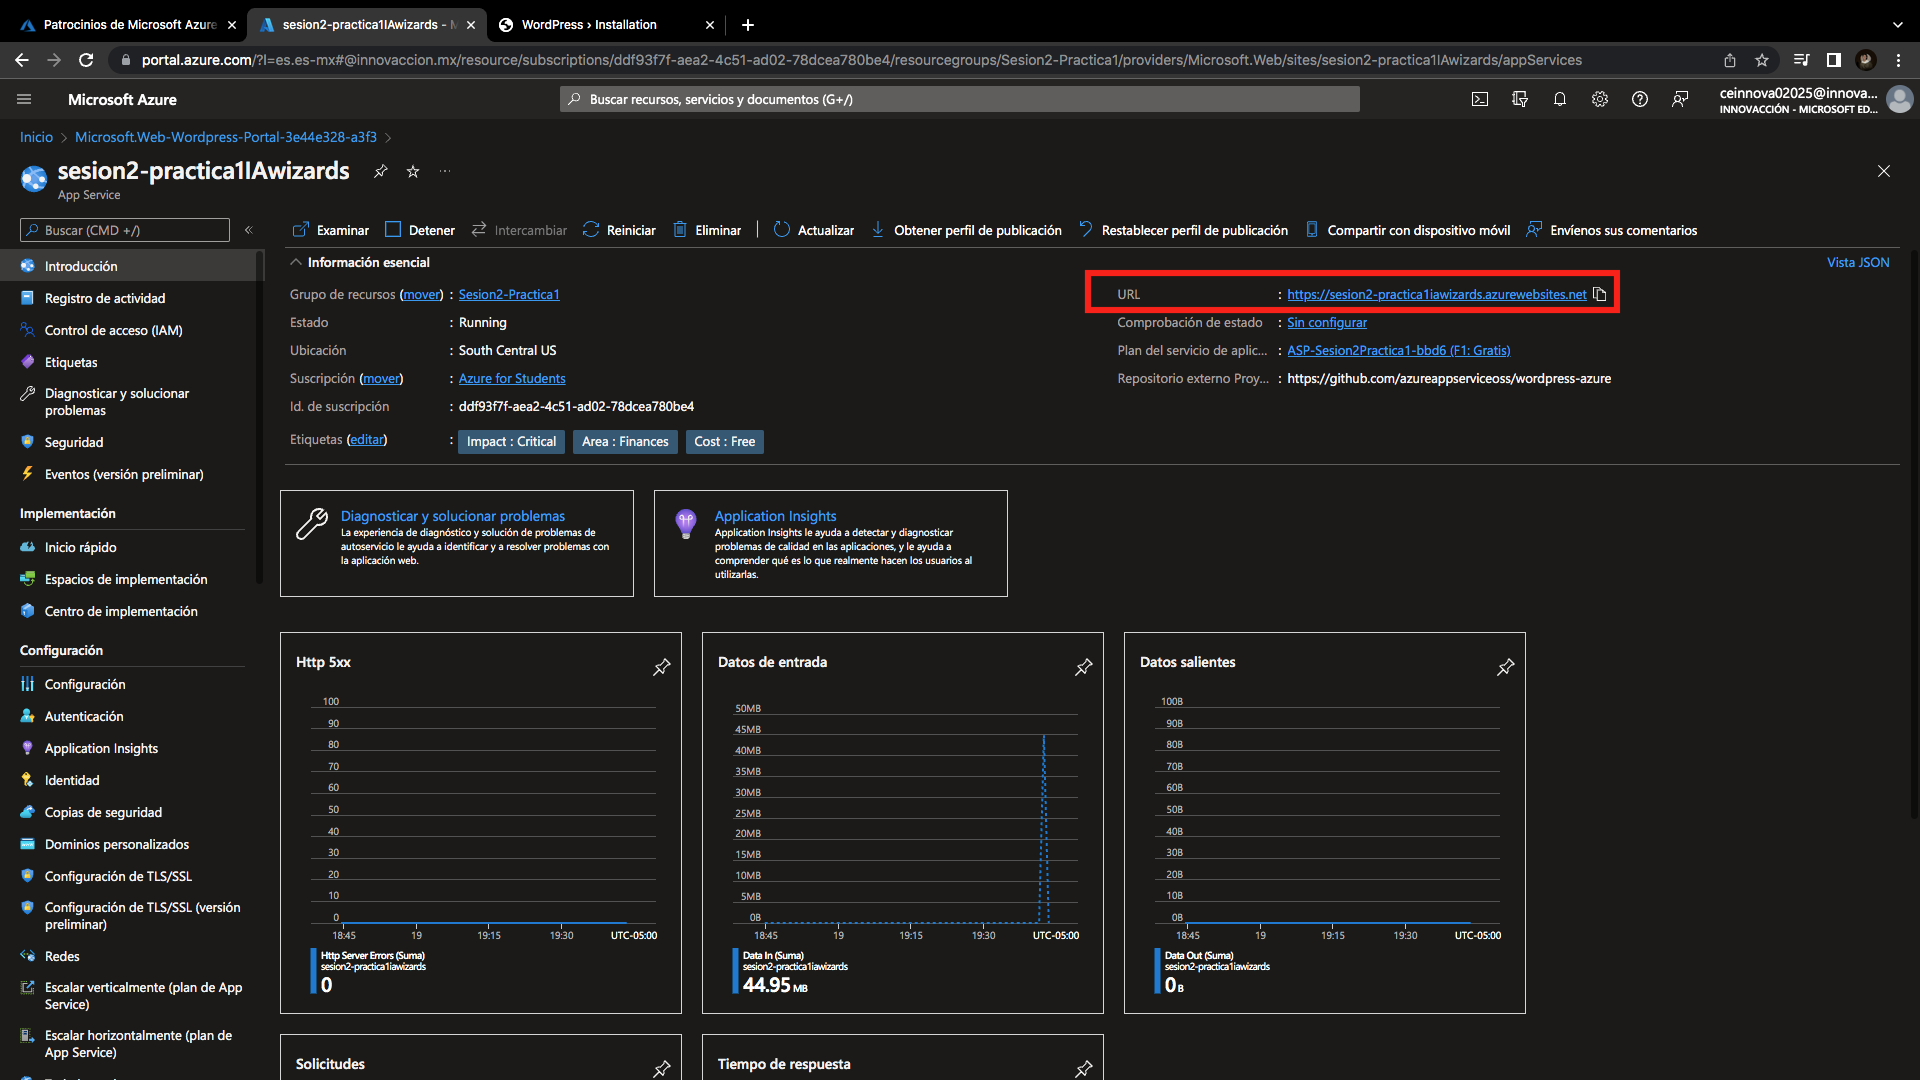 Patrocinios de Microsoft Azure
sesion2-practica1IAwizards - M
WordPress › Installation
portal.azure.com/?l=es.es-mx#@innovaccion.mx/resource/subscriptions/ddf93f7f-aea2-4c51-ad02-78dcea780be4/resourcegroups/Sesion2-Practica1/providers/Microsoft.Web/sites/sesion2-practica1IAwizards/appServices
Microsoft Azure
Buscar recursos, servicios y documentos (G+/)
ceinnova02025@innova...
INNOVACCIÓN - MICROSOFT ED...
Inicio > Microsoft.Web-Wordpress-Portal-3e44e328-a3f3 >
sesion2-practica1IAwizards
App Service
Buscar (CMD +/)
«
Examinar
Detener
Intercambiar
Reiniciar
Eliminar
Actualizar
Obtener perfil de publicación
Restablecer perfil de publicación
Compartir con dispositivo móvil
Envíenos sus comentarios
Introducción
Registro de actividad
Control de acceso (IAM)
Etiquetas
Diagnosticar y solucionar
problemas
Seguridad
Eventos (versión preliminar)
Implementación
Inicio rápido
Espacios de implementación
Centro de implementación
Configuración
Configuración
Autenticación
Application Insights
Identidad
Copias de seguridad
Dominios personalizados
Configuración de TLS/SSL
Configuración de TLS/SSL (versión
preliminar)
Redes
Escalar verticalmente (plan de App
Service)
Escalar horizontalmente (plan de
App Service)
Información esencial
Vista JSON
Grupo de recursos (mover) : Sesion2-Practica1
Estado : Running
Ubicación : South Central US
Suscripción (mover) : Azure for Students
Id. de suscripción : ddf93f7f-aea2-4c51-ad02-78dcea780be4
Etiquetas (editar) : Impact : Critical Area : Finances Cost : Free
URL : https://sesion2-practica1iawizards.azurewebsites.net
Comprobación de estado : Sin configurar
Plan del servicio de aplic... : ASP-Sesion2Practica1-bbd6 (F1: Gratis)
Repositorio externo Proy... : https://github.com/azureappserviceoss/wordpress-azure
Diagnosticar y solucionar problemas
La experiencia de diagnóstico y solución de problemas de
autoservicio le ayuda a identificar y a resolver problemas con
la aplicación web.
Application Insights
Application Insights le ayuda a detectar y diagnosticar
problemas de calidad en las aplicaciones, y le ayuda a
comprender qué es lo que realmente hacen los usuarios al
utilizarlas.
Http 5xx
100
90
80
70
60
50
40
30
20
10
0
18:45 19 19:15 19:30 UTC-05:00
Http Server Errors (Suma)
sesion2-practica1iawizards
0
Datos de entrada
50MB
45MB
40MB
35MB
30MB
25MB
20MB
15MB
10MB
5MB
0B
18:45 19 19:15 19:30 UTC-05:00
Data In (Suma)
sesion2-practica1iawizards
44.95 MB
Datos salientes
100B
90B
80B
70B
60B
50B
40B
30B
20B
10B
0B
18:45 19 19:15 19:30 UTC-05:00
Data Out (Suma)
sesion2-practica1iawizards
0 B
Solicitudes
Tiempo de respuesta